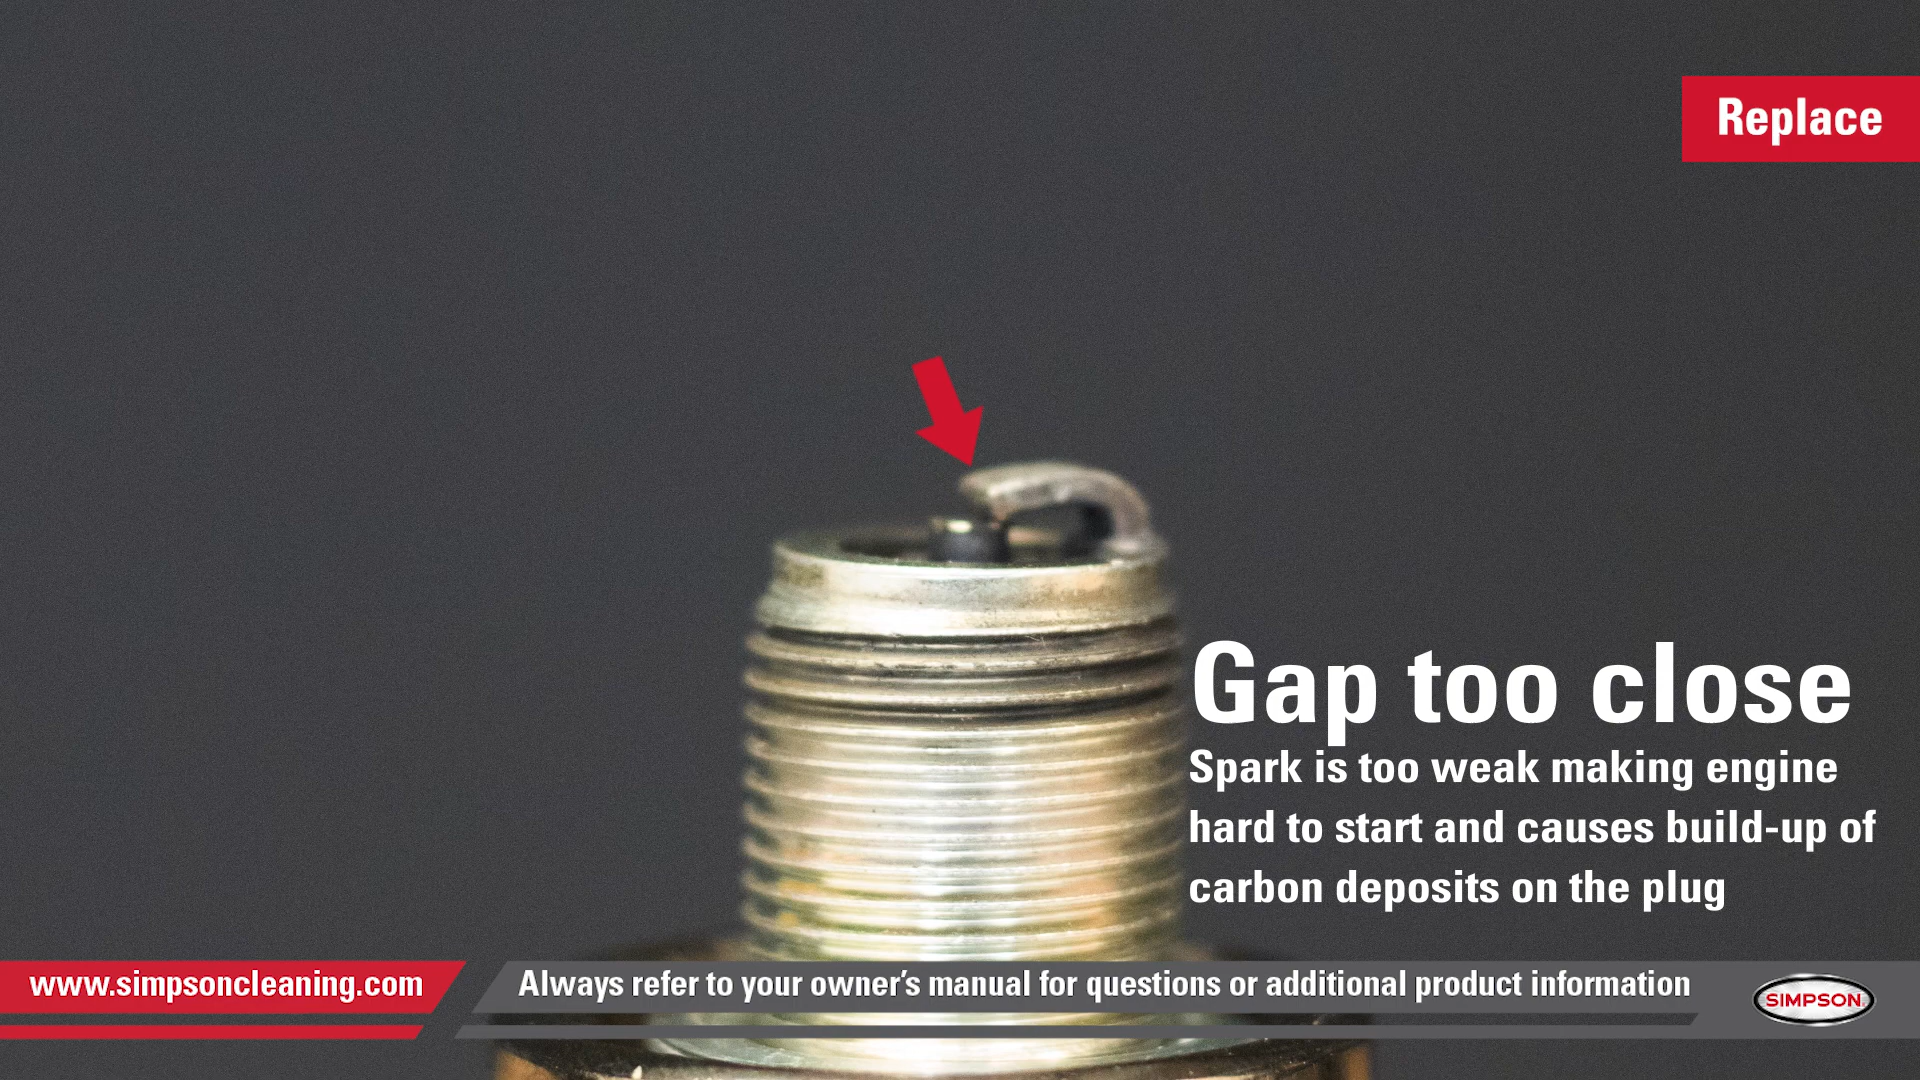 Replace
Gap too close
Spark is too weak making engine
hard to start and causes build-up of
carbon deposits on the plug
www.simpsoncleaning.com
Always refer to your owner's manual for questions or additional product information
SIMPSON